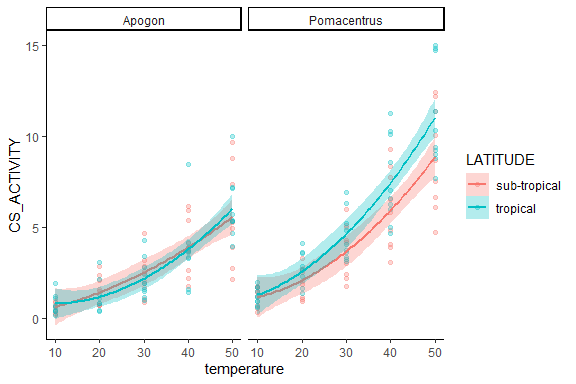 Apogon
Pomacentrus
15
10
5
0
CS_ACTIVITY
10 20 30 40 50
10 20 30 40 50
temperature
LATITUDE
sub-tropical
tropical